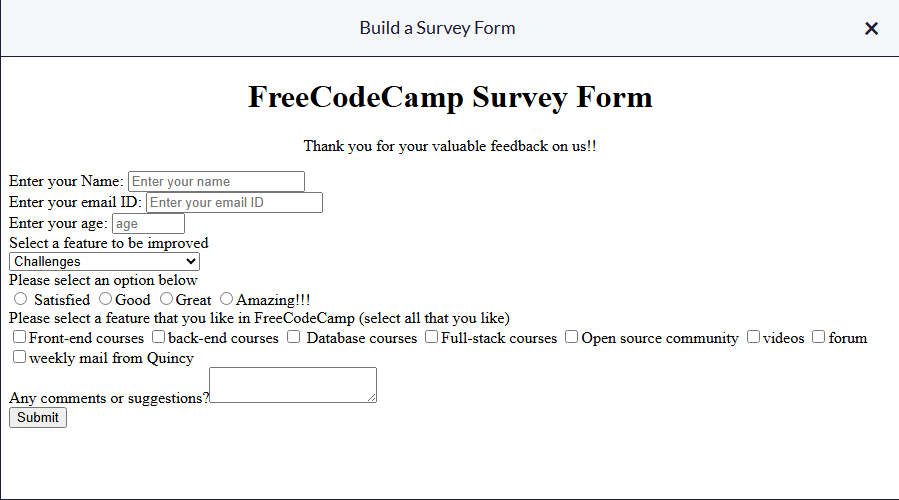 Build a Survey Form ×
FreeCodeCamp Survey Form
Thank you for your valuable feedback on us!!
Enter your Name: Enter your name
Enter your email ID: Enter your email ID
Enter your age: age
Select a feature to be improved
Challenges
Please select an option below
Satisfied Good Great Amazing!!!
Please select a feature that you like in FreeCodeCamp (select all that you like)
Front-end courses back-end courses Database courses Full-stack courses Open source community videos forum
weekly mail from Quincy
Any comments or suggestions?
Submit